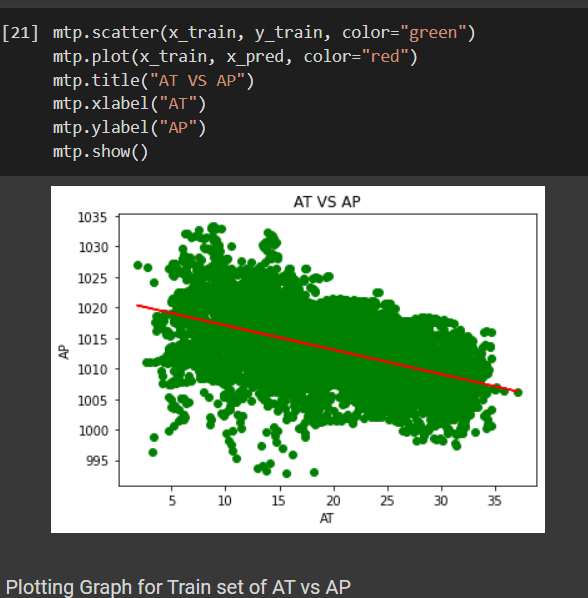 [21] mtp.scatter(x_train, y_train, color="green")
mtp.plot(x_train, x_pred, color="red")
mtp.title("AT VS AP")
mtp.xlabel("AT")
mtp.ylabel("AP")
mtp.show()
AT VS AP
1035
1030
1025
1020
1015
1010
1005
1000
995
AP
5 10 15 20 25 30 35
AT
Plotting Graph for Train set of AT vs AP